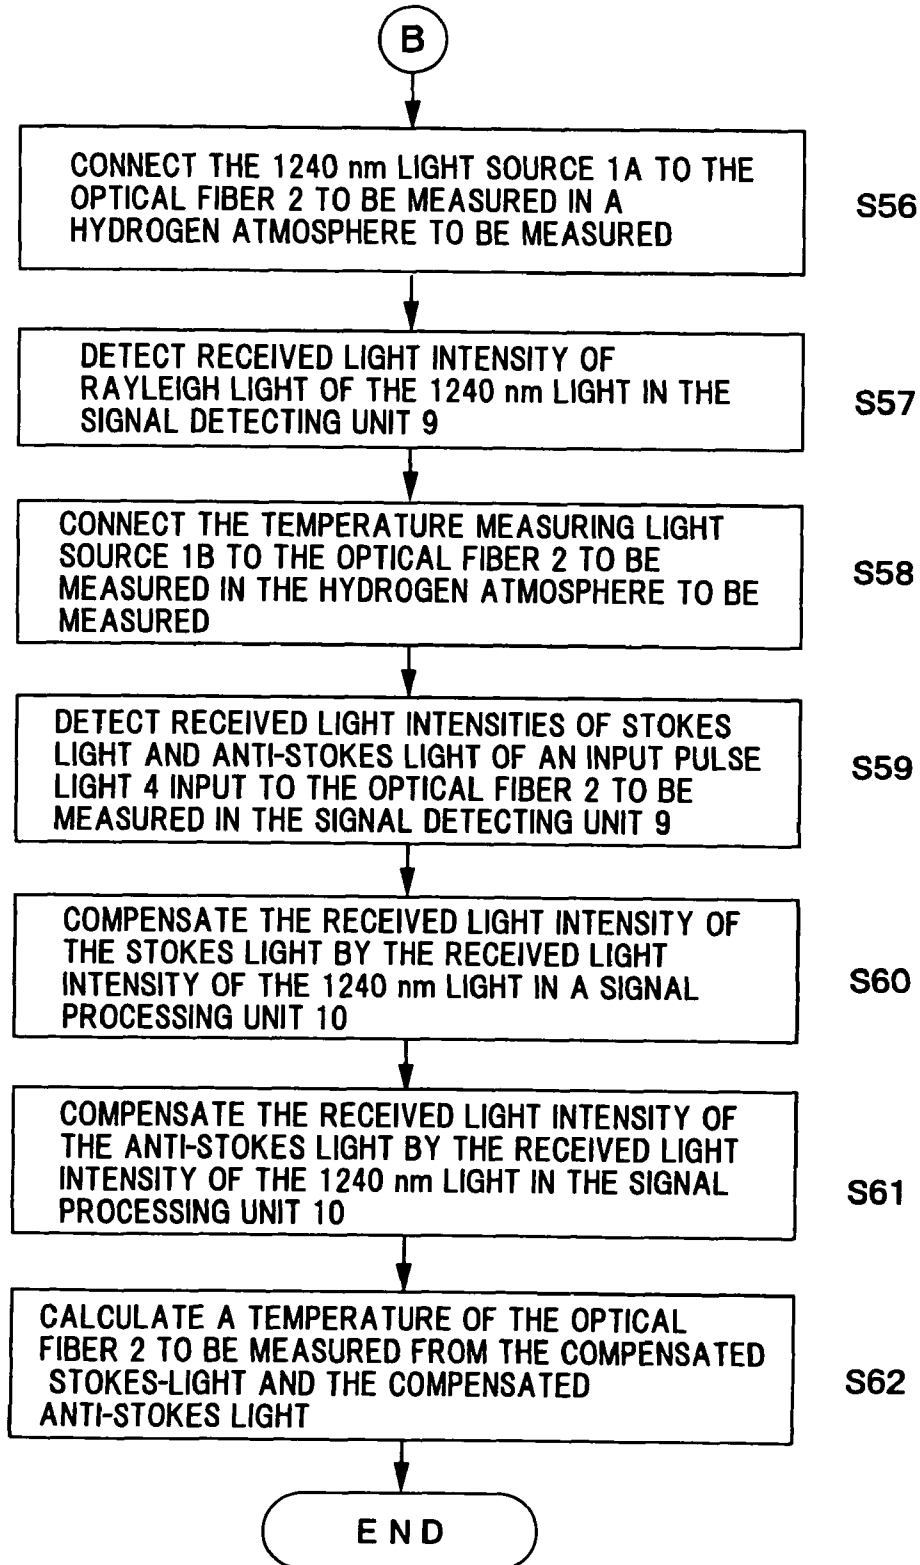 B
CONNECT THE 1240 nm LIGHT SOURCE 1A TO THE
OPTICAL FIBER 2 TO BE MEASURED IN A
HYDROGEN ATMOSPHERE TO BE MEASURED
S56
DETECT RECEIVED LIGHT INTENSITY OF
RAYLEIGH LIGHT OF THE 1240 nm LIGHT IN THE
SIGNAL DETECTING UNIT 9
S57
CONNECT THE TEMPERATURE MEASURING LIGHT
SOURCE 1B TO THE OPTICAL FIBER 2 TO BE
MEASURED IN THE HYDROGEN ATMOSPHERE TO BE
MEASURED
S58
DETECT RECEIVED LIGHT INTENSITIES OF STOKES
LIGHT AND ANTI-STOKES LIGHT OF AN INPUT PULSE
LIGHT 4 INPUT TO THE OPTICAL FIBER 2 TO BE
MEASURED IN THE SIGNAL DETECTING UNIT 9
S59
COMPENSATE THE RECEIVED LIGHT INTENSITY OF
THE STOKES LIGHT BY THE RECEIVED LIGHT
INTENSITY OF THE 1240 nm LIGHT IN A SIGNAL
PROCESSING UNIT 10
S60
COMPENSATE THE RECEIVED LIGHT INTENSITY OF
THE ANTI-STOKES LIGHT BY THE RECEIVED LIGHT
INTENSITY OF THE 1240 nm LIGHT IN THE SIGNAL
PROCESSING UNIT 10
S61
CALCULATE A TEMPERATURE OF THE OPTICAL
FIBER 2 TO BE MEASURED FROM THE COMPENSATED
STOKES-LIGHT AND THE COMPENSATED
ANTI-STOKES LIGHT
S62
END